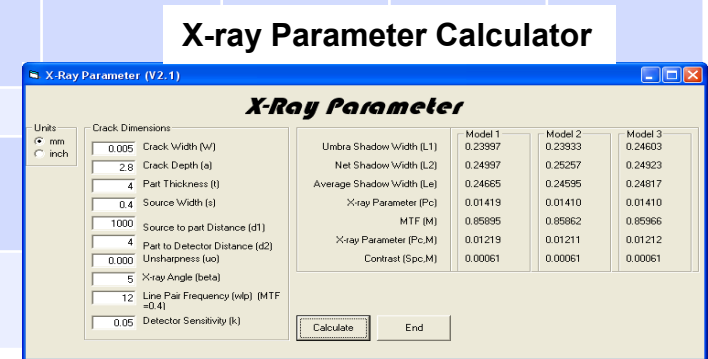 X-ray Parameter Calculator
X-Ray Parameter (V2.1)
X-Ray Parameter
Units
mm
inch
Crack Dimensions
0.005 Crack Width (W)
2.8 Crack Depth (a)
4 Part Thickness (t)
0.4 Source Width (s)
1000 Source to part Distance (d1)
4 Part to Detector Distance (d2)
0.000 Unsharpness (uo)
5 X-ray Angle (beta)
12 Line Pair Frequency (wlp) (MTF
=0.4)
0.05 Detector Sensitivity (k)
Model 1 Model 2 Model 3
Umbra Shadow Width (L1) 0.23997 0.23933 0.24603
Net Shadow Width (L2) 0.24997 0.25257 0.24923
Average Shadow Width (Le) 0.24665 0.24595 0.24817
X-ray Parameter (Pc) 0.01419 0.01410 0.01410
MTF (M) 0.85895 0.85862 0.85966
X-ray Parameter (Pc,M) 0.01219 0.01211 0.01212
Contrast (Spc,M) 0.00061 0.00061 0.00061
Calculate End